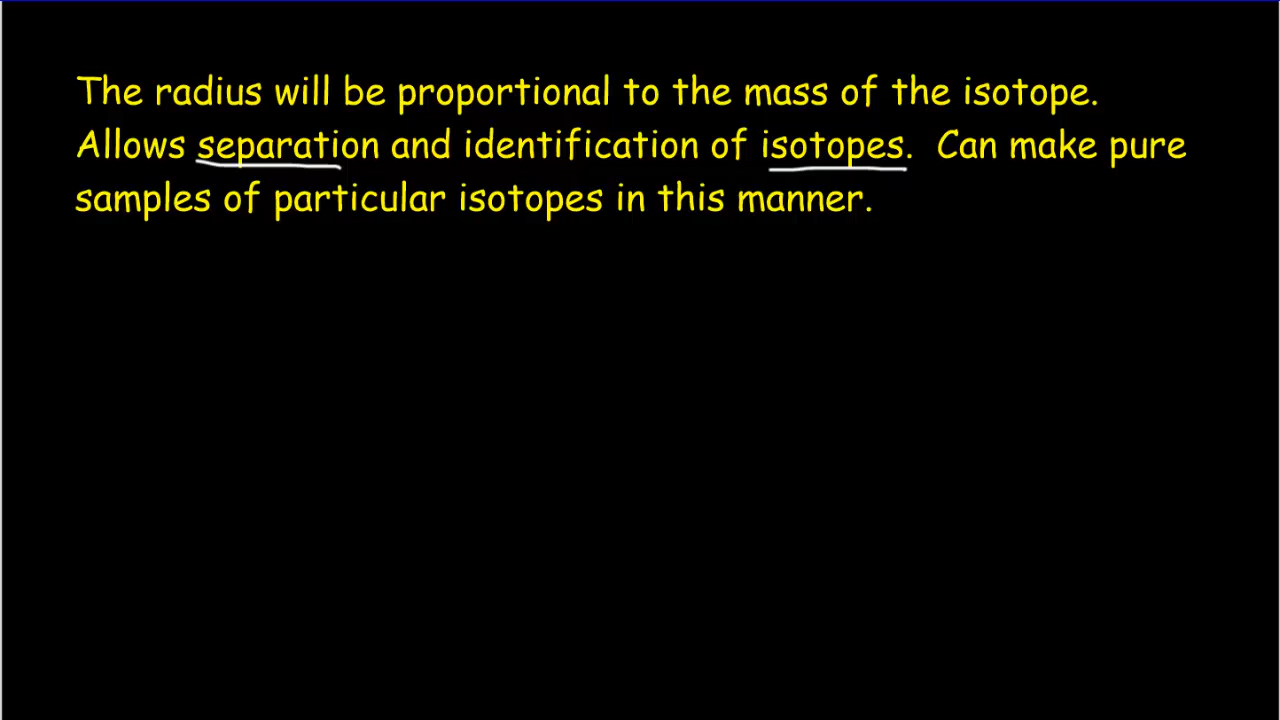 The radius will be proportional to the mass of the isotope.
Allows separation and identification of isotopes.  Can make pure
samples of particular isotopes in this manner.